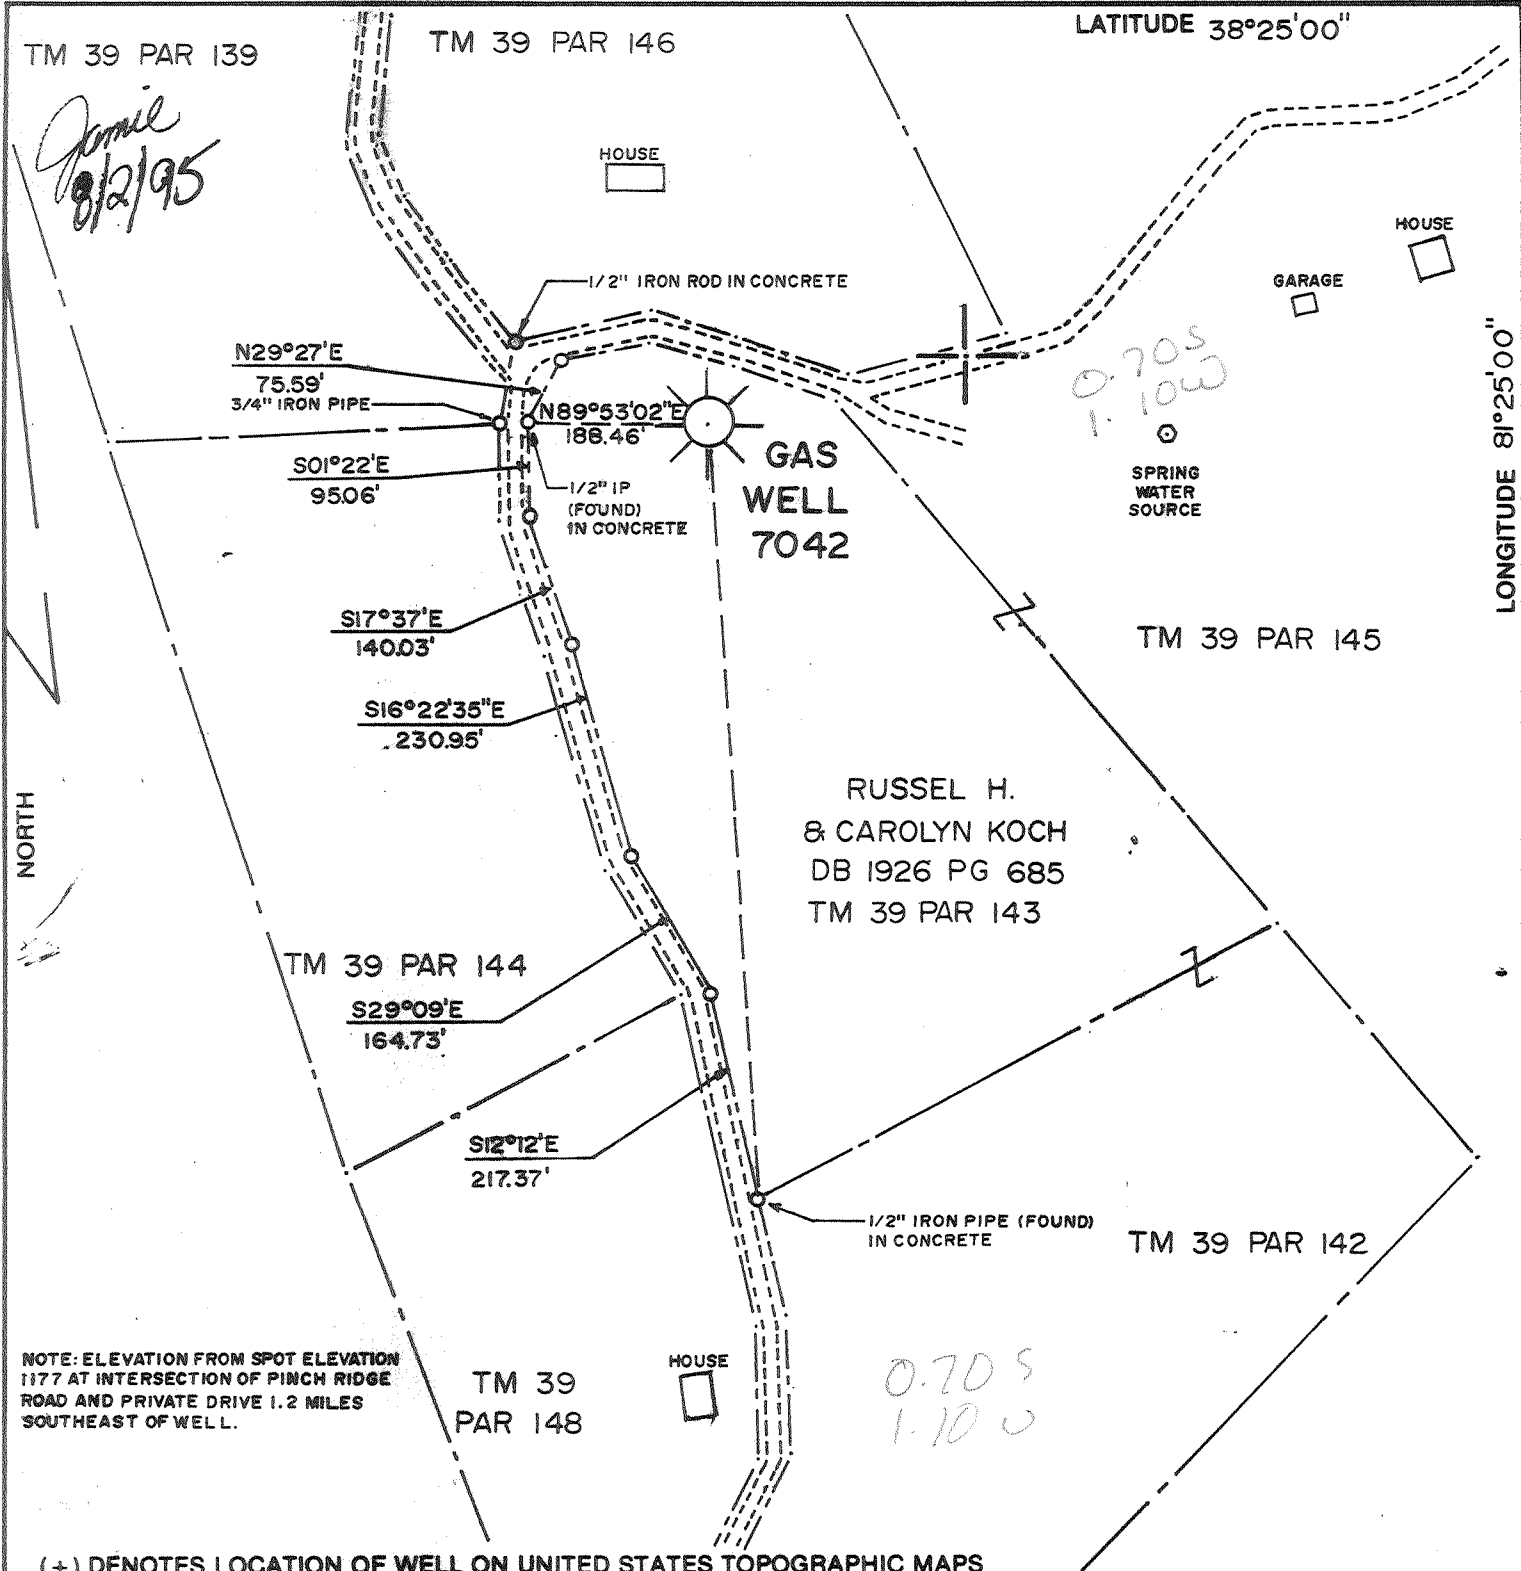 LATITUDE 38°25'00"
TM 39 PAR 139
TM 39 PAR 146
Jamie
8/2/95
HOUSE
HOUSE
GARAGE
1/2" IRON ROD IN CONCRETE
N29°27'E
75.59'
3/4" IRON PIPE
N89°53'02"E
188.46'
0.70 S
1.10 W
LONGITUDE 81°25'00"
S01°22'E
95.06'
1/2" IP
(FOUND)
IN CONCRETE
GAS
WELL
7042
SPRING
WATER
SOURCE
S17°37'E
140.03'
TM 39 PAR 145
S16°22'35"E
230.95'
NORTH
RUSSEL H.
& CAROLYN KOCH
DB 1926 PG 685
TM 39 PAR 143
TM 39 PAR 144
S29°09'E
164.73'
S12°12'E
217.37'
1/2" IRON PIPE (FOUND)
IN CONCRETE
TM 39 PAR 142
NOTE: ELEVATION FROM SPOT ELEVATION
1177 AT INTERSECTION OF PINCH RIDGE
ROAD AND PRIVATE DRIVE 1.2 MILES
SOUTHEAST OF WELL.
TM 39
PAR 148
HOUSE
0.70 S
1.10 W
(+) DENOTES LOCATION OF WELL ON UNITED STATES TOPOGRAPHIC MAPS